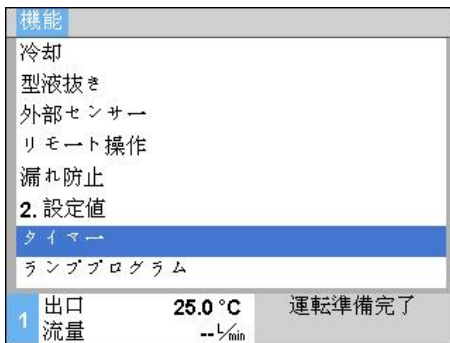 機能
冷却
型液抜き
外部センサー
リモート操作
漏れ防止
2. 設定値
タイマー
ランププログラム
1 出口 25.0 °C 運転準備完了
流量 -- L/min